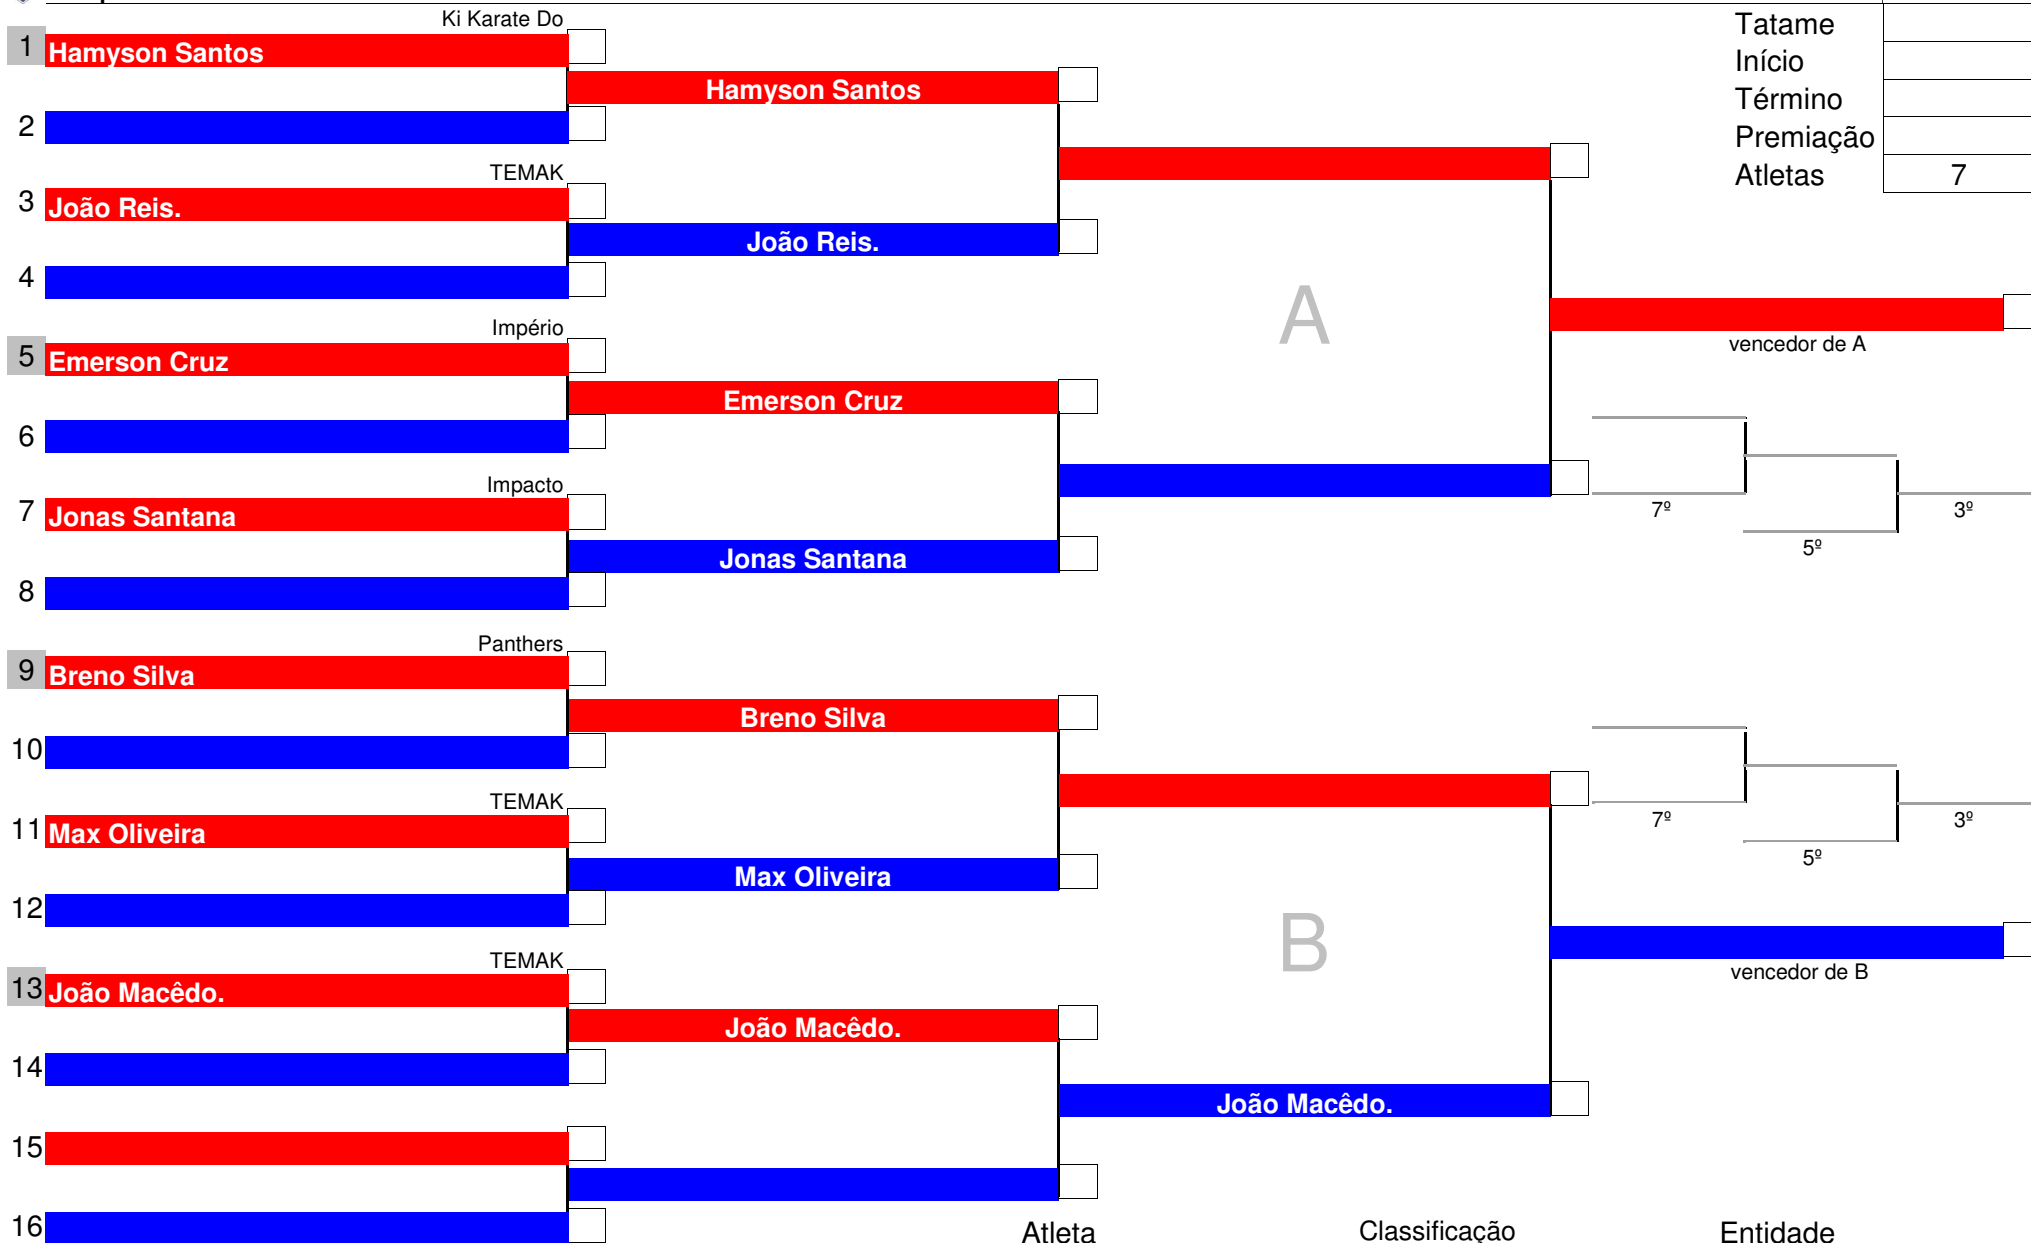 Ki Karate Do
Tatame
1 Hamyson Santos
Início
Hamyson Santos
Término
2
Premiação
TEMAK
Atletas 7
3 João Reis.
João Reis.
4
Império
vencedor de A
5 Emerson Cruz
A
Emerson Cruz
6
Impacto
7º 3º
7 Jonas Santana
5º
Jonas Santana
8
Panthers
9 Breno Silva
Breno Silva
10
TEMAK
7º 3º
11 Max Oliveira
5º
Max Oliveira
12
B
TEMAK
vencedor de B
13 João Macêdo.
João Macêdo.
14
João Macêdo.
15
16
Atleta Classificação Entidade